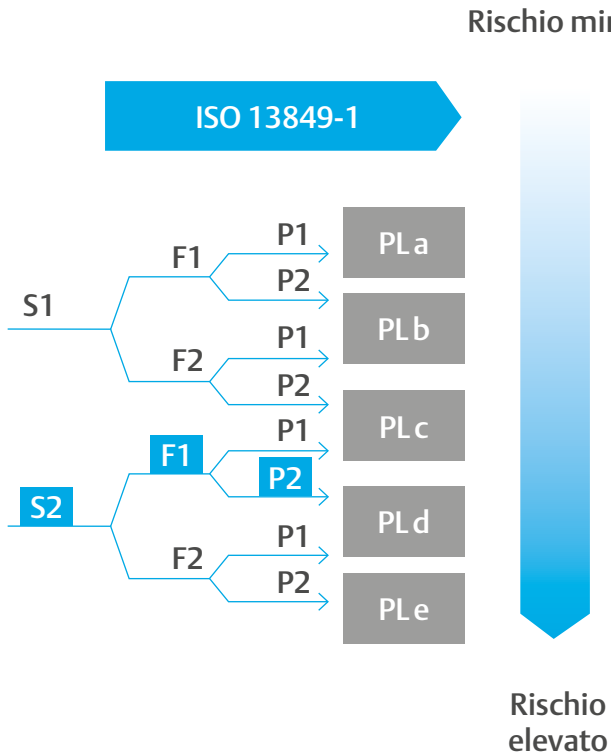 Rischio min
ISO 13849-1
P1
PL a
F1
P2
S1
PL b
P1
F2
P2
PL c
P1
F1
P2
S2
PL d
P1
F2
P2
PL e
Rischio
elevato